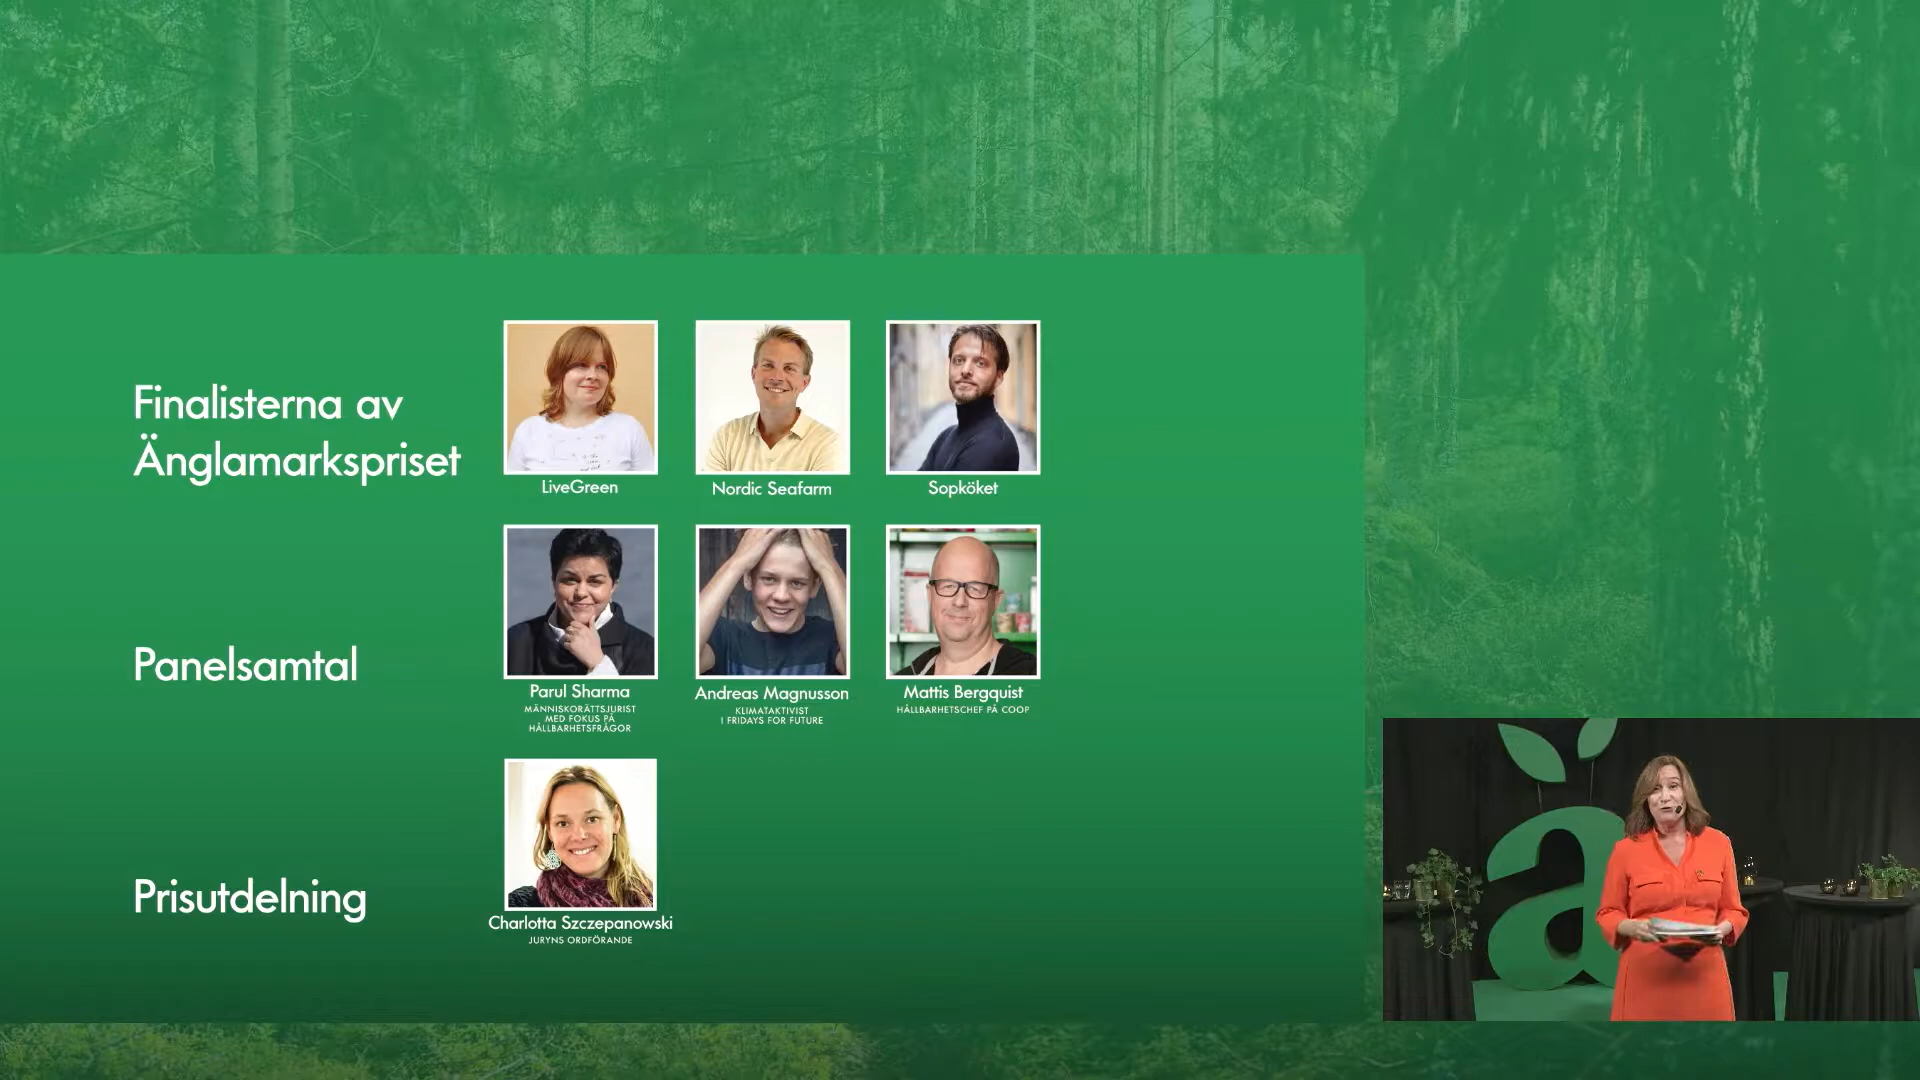 Finalisterna av
Änglamarkspriset
LiveGreen
Nordic Seafarm
Sopköket
Panelsamtal
Parul Sharma
MÄNNISKORÄTTSJURIST
MED FOKUS PÅ
HÅLLBARHETSFRÅGOR
Andreas Magnusson
KLIMATAKTIVIST
I FRIDAYS FOR FUTURE
Mattis Bergquist
HÅLLBARHETSCHEF PÅ COOP
Prisutdelning
Charlotta Szczepanowski
JURYNS ORDFÖRANDE
ä